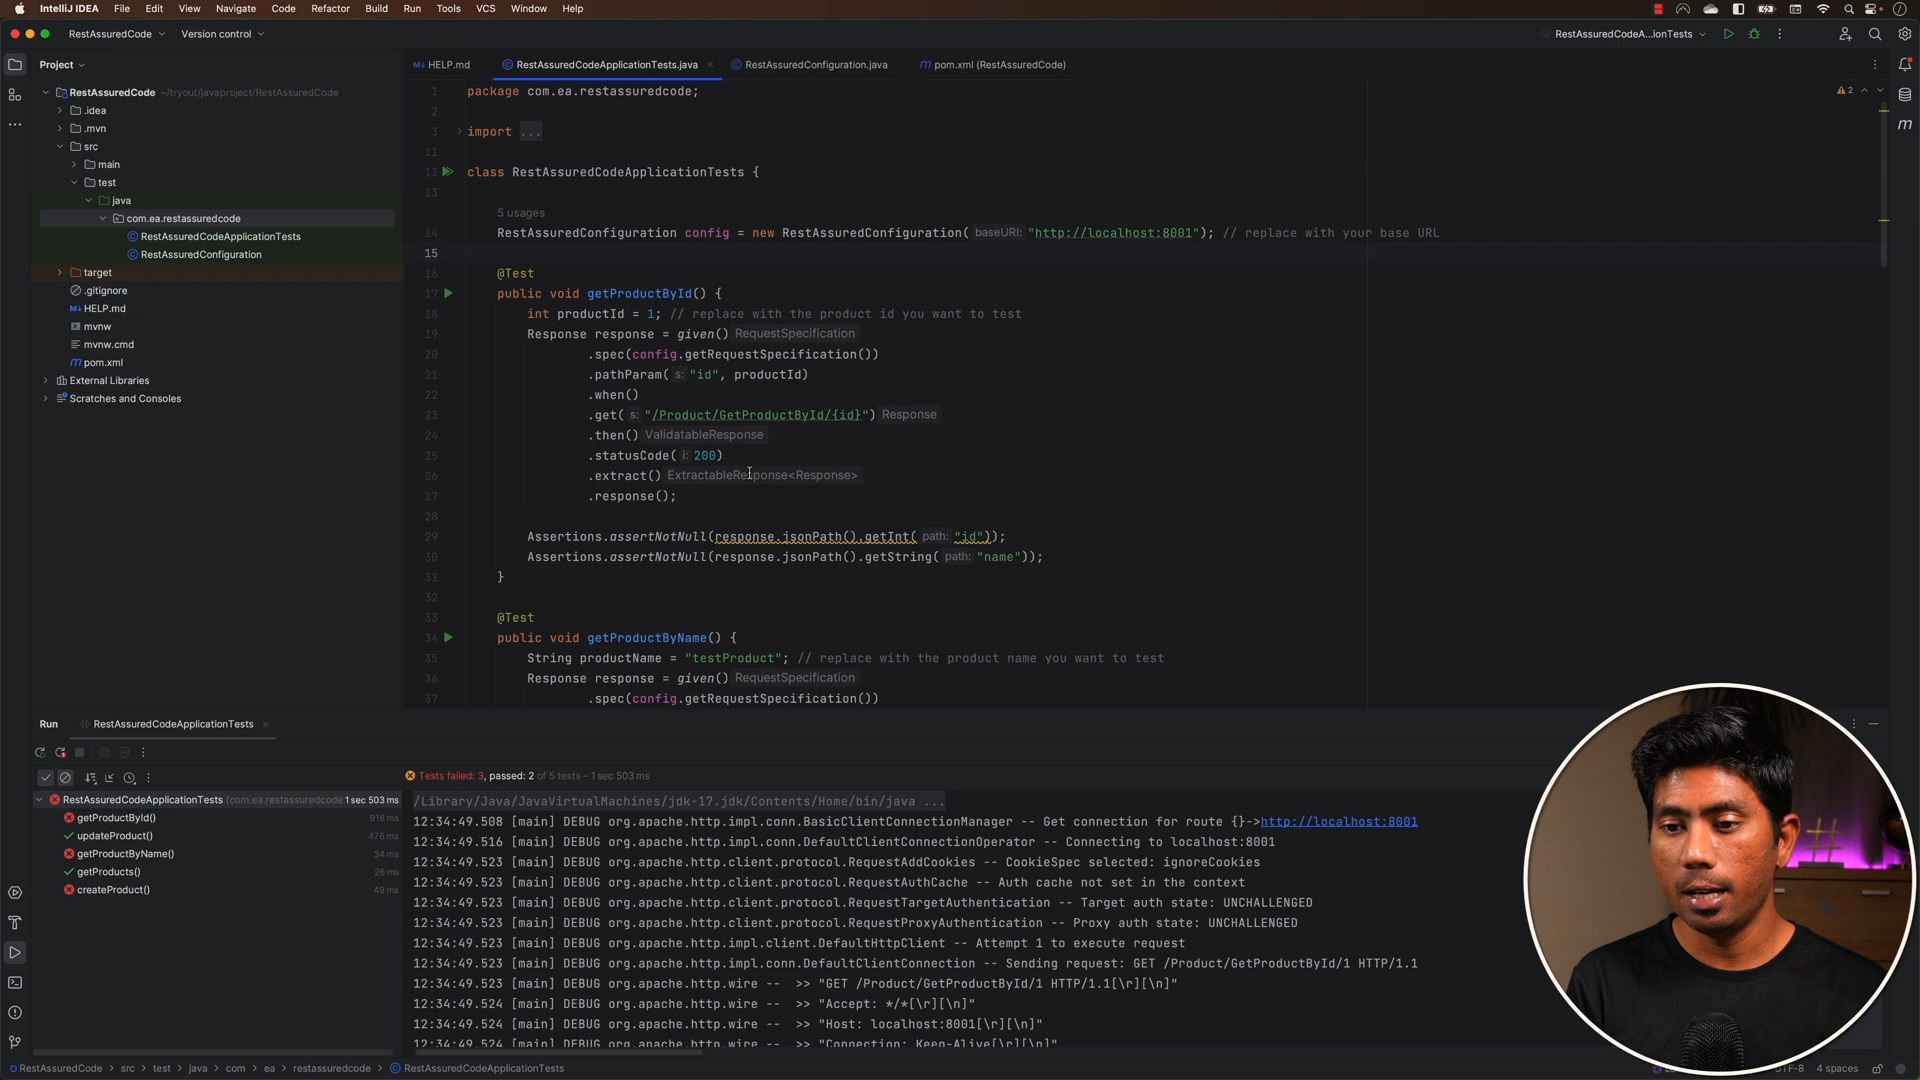 IntelliJ IDEA File Edit View Navigate Code Refactor Build Run Tools VCS Window Help
RestAssuredCode Version control RestAssuredCodeA...ionTests
Project
RestAssuredCode ~/tryout/javaproject/RestAssuredCode
.idea
.mvn
src
main
test
java
com.ea.restassuredcode
RestAssuredCodeApplicationTests
RestAssuredConfiguration
target
.gitignore
HELP.md
mvnw
mvnw.cmd
pom.xml
External Libraries
Scratches and Consoles
HELP.md RestAssuredCodeApplicationTests.java RestAssuredConfiguration.java pom.xml (RestAssuredCode)
2
1 package com.ea.restassuredcode;
2
3 import ...
11
12 class RestAssuredCodeApplicationTests {
13
5 usages
14 RestAssuredConfiguration config = new RestAssuredConfiguration( baseURI: "http://localhost:8001"); // replace with your base URL
15
16 @Test
17 public void getProductById() {
18 int productId = 1; // replace with the product id you want to test
19 Response response = given() RequestSpecification
20 .spec(config.getRequestSpecification())
21 .pathParam( s: "id", productId)
22 .when()
23 .get( s: "/Product/GetProductById/{id}") Response
24 .then() ValidatableResponse
25 .statusCode( i: 200)
26 .extract() ExtractableResponse<Response>
27 .response();
28
29 Assertions.assertNotNull(response.jsonPath().getInt( path: "id"));
30 Assertions.assertNotNull(response.jsonPath().getString( path: "name"));
31 }
32
33 @Test
34 public void getProductByName() {
35 String productName = "testProduct"; // replace with the product name you want to test
36 Response response = given() RequestSpecification
37 .spec(config.getRequestSpecification())
Run RestAssuredCodeApplicationTests
RestAssuredCodeApplicationTests (com.ea.restassuredcode 1 sec 503 ms
getProductById() 918 ms
updateProduct() 476 ms
getProductByName() 34 ms
getProducts() 26 ms
createProduct() 49 ms
Tests failed: 3, passed: 2 of 5 tests – 1 sec 503 ms
/Library/Java/JavaVirtualMachines/jdk-17.jdk/Contents/Home/bin/java ...
12:34:49.508 [main] DEBUG org.apache.http.impl.conn.BasicClientConnectionManager -- Get connection for route {}->http://localhost:8001
12:34:49.516 [main] DEBUG org.apache.http.impl.conn.DefaultClientConnectionOperator -- Connecting to localhost:8001
12:34:49.523 [main] DEBUG org.apache.http.client.protocol.RequestAddCookies -- CookieSpec selected: ignoreCookies
12:34:49.523 [main] DEBUG org.apache.http.client.protocol.RequestAuthCache -- Auth cache not set in the context
12:34:49.523 [main] DEBUG org.apache.http.client.protocol.RequestTargetAuthentication -- Target auth state: UNCHALLENGED
12:34:49.523 [main] DEBUG org.apache.http.client.protocol.RequestProxyAuthentication -- Proxy auth state: UNCHALLENGED
12:34:49.523 [main] DEBUG org.apache.http.impl.client.DefaultHttpClient -- Attempt 1 to execute request
12:34:49.523 [main] DEBUG org.apache.http.impl.conn.DefaultClientConnection -- Sending request: GET /Product/GetProductById/1 HTTP/1.1
12:34:49.523 [main] DEBUG org.apache.http.wire -- >> "GET /Product/GetProductById/1 HTTP/1.1[\r][\n]"
12:34:49.524 [main] DEBUG org.apache.http.wire -- >> "Accept: */*[\r][\n]"
12:34:49.524 [main] DEBUG org.apache.http.wire -- >> "Host: localhost:8001[\r][\n]"
12:34:49.524 [main] DEBUG org.apache.http.wire -- >> "Connection: Keep-Alive[\r][\n]"
RestAssuredCode src test java com ea restassuredcode RestAssuredCodeApplicationTests
UTF-8 4 spaces